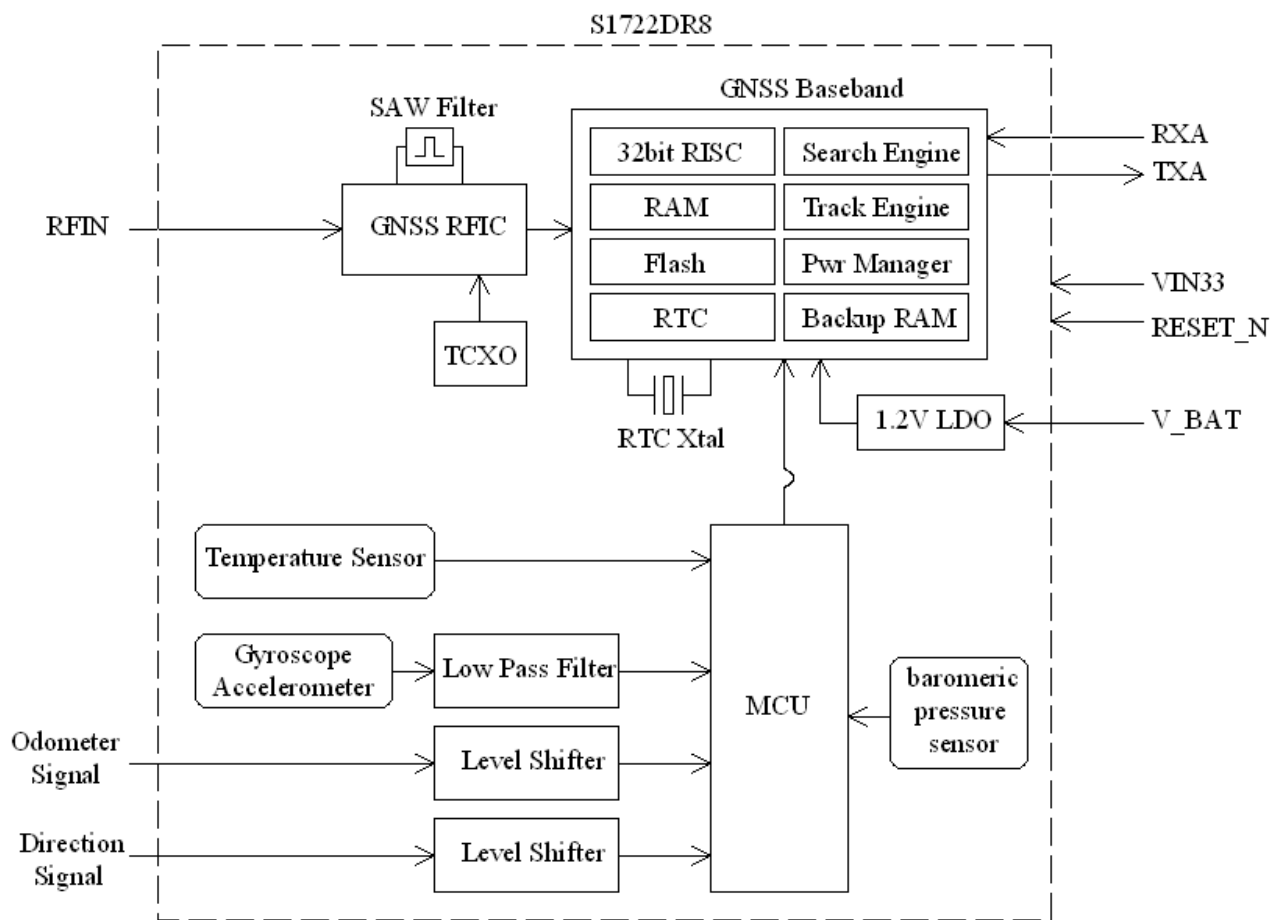 S1722DR8
GNSS Baseband
SAW Filter
32bit RISC
Search Engine
RXA
TXA
RAM
Track Engine
RFIN
GNSS RFIC
Flash
Pwr Manager
VIN33
RTC
Backup RAM
RESET_N
TCXO
1.2V LDO
V_BAT
RTC Xtal
Temperature Sensor
Gyroscope
Accelerometer
Low Pass Filter
MCU
baromeric
pressure
sensor
Odometer
Signal
Level Shifter
Direction
Signal
Level Shifter